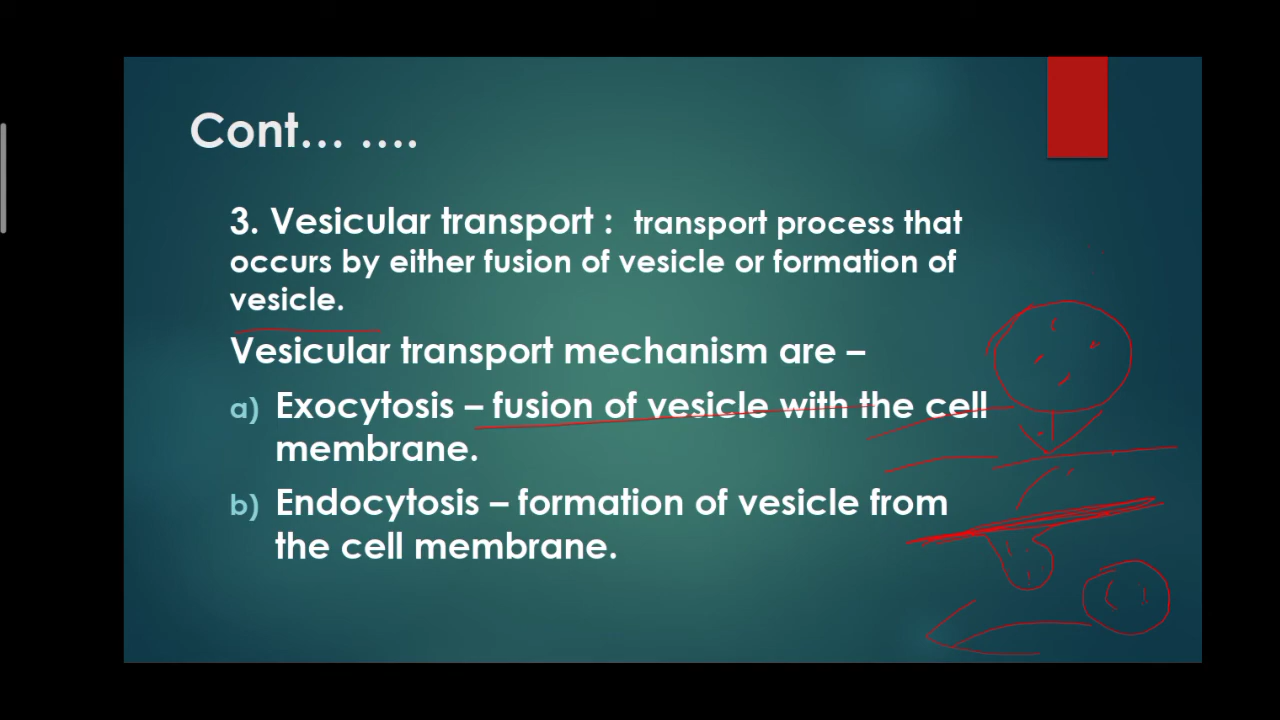 Cont... ....
3. Vesicular transport : transport process that
occurs by either fusion of vesicle or formation of
vesicle.
Vesicular transport mechanism are –
a) Exocytosis – fusion of vesicle with the cell
membrane.
b) Endocytosis – formation of vesicle from
the cell membrane.